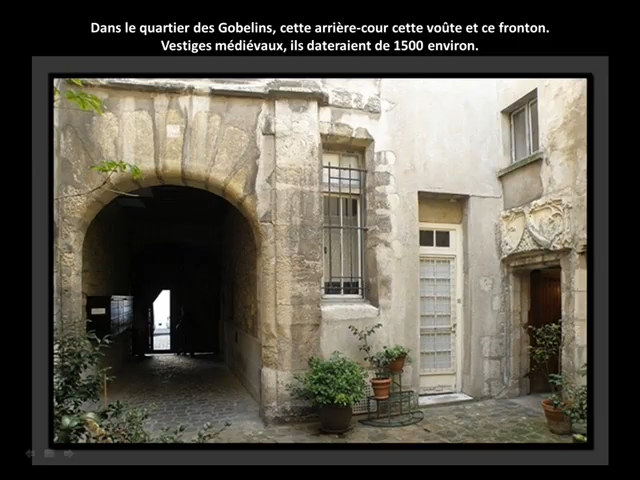 Dans le quartier des Gobelins, cette arrière-cour cette voûte et ce fronton.
Vestiges médiévaux, ils dateraient de 1500 environ.